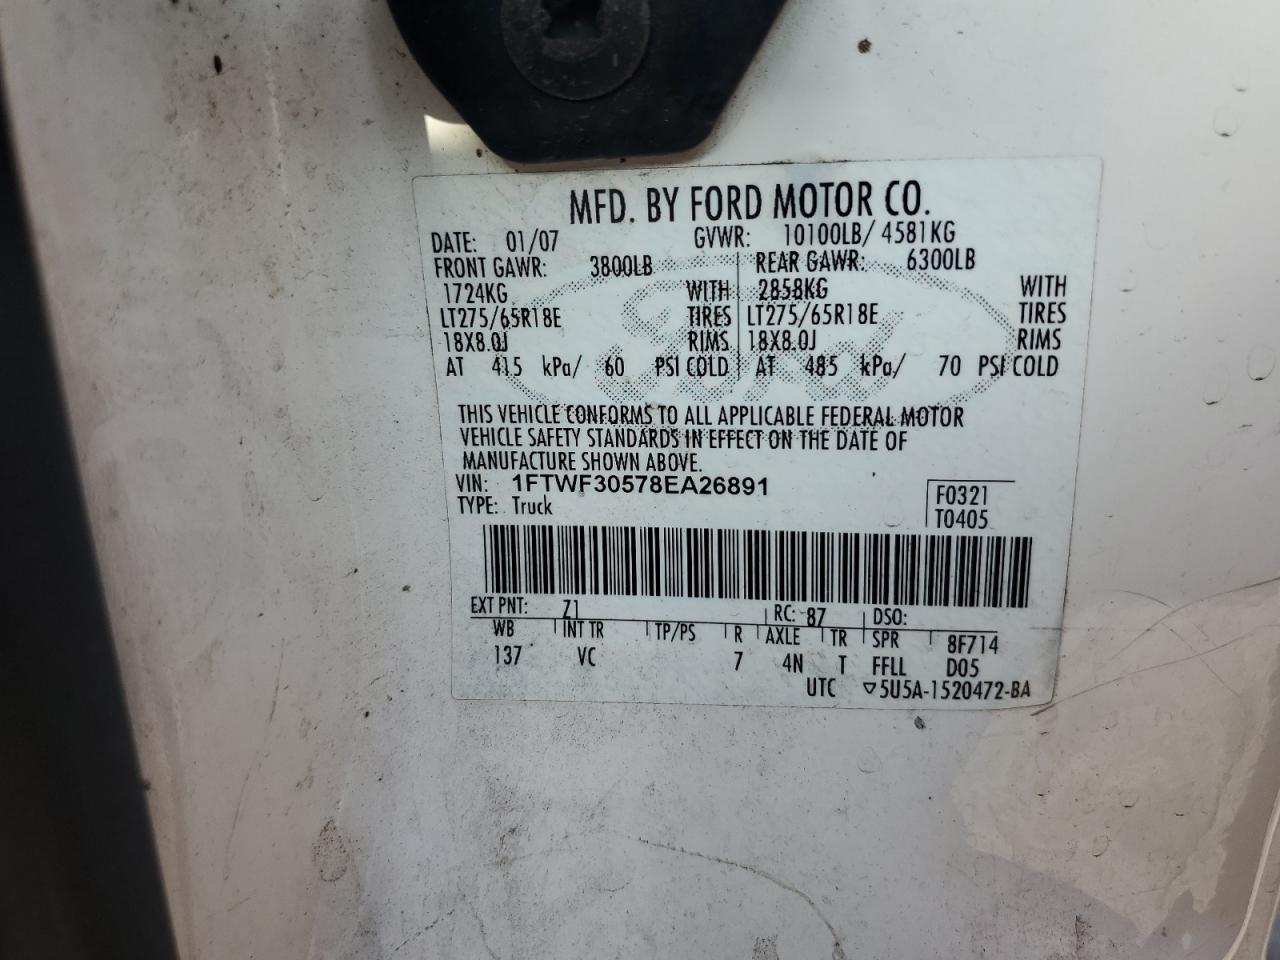 MFD. BY FORD MOTOR CO.
DATE: 01/07 GVWR: 10100LB/ 4581KG
FRONT GAWR: 3800LB REAR GAWR: 6300LB
1724KG WITH 2858KG WITH
LT275/65R18E TIRES LT275/65R18E TIRES
18X8.0J RIMS 18X8.0J RIMS
AT 415 kPa/ 60 PSI COLD AT 485 kPa/ 70 PSI COLD
THIS VEHICLE CONFORMS TO ALL APPLICABLE FEDERAL MOTOR
VEHICLE SAFETY STANDARDS IN EFFECT ON THE DATE OF
MANUFACTURE SHOWN ABOVE.
VIN: 1FTWF30578EA26891
TYPE: Truck
F0321
T0405
EXT PNT: Z1 RC: 87 DSO:
WB INT TR TP/PS R AXLE TR SPR 8F714
137 VC 7 4N T FFLL D05
UTC ▽5U5A-1520472-BA
Ford